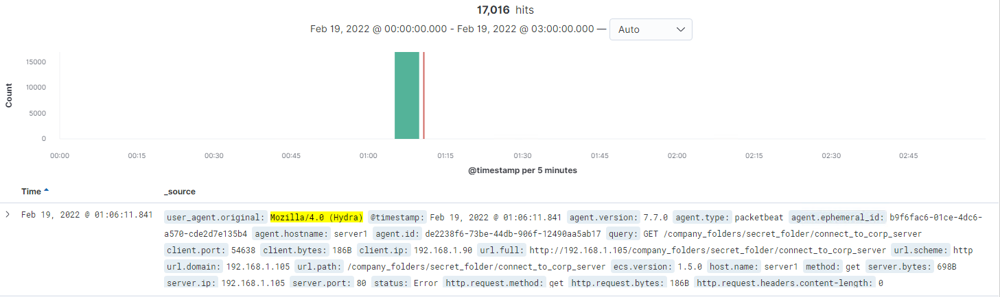 17,016 hits
Feb 19, 2022 @ 00:00:00.000 - Feb 19, 2022 @ 03:00:00.000 — Auto
Count
15000
10000
5000
0
00:00 00:15 00:30 00:45 01:00 01:15 01:30 01:45 02:00 02:15 02:30 02:45
@timestamp per 5 minutes
Time _source
Feb 19, 2022 @ 01:06:11.841 user_agent.original: Mozilla/4.0 (Hydra) @timestamp: Feb 19, 2022 @ 01:06:11.841 agent.version: 7.7.0 agent.type: packetbeat agent.ephemeral_id: b9f6fac6-01ce-4dc6-
a570-cde2d7e135b4 agent.hostname: server1 agent.id: de2238f6-73be-44db-906f-12490aa5ab17 query: GET /company_folders/secret_folder/connect_to_corp_server
client.port: 54638 client.bytes: 186B client.ip: 192.168.1.90 url.full: http://192.168.1.105/company_folders/secret_folder/connect_to_corp_server url.scheme: http
url.domain: 192.168.1.105 url.path: /company_folders/secret_folder/connect_to_corp_server ecs.version: 1.5.0 host.name: server1 method: get server.bytes: 698B
server.ip: 192.168.1.105 server.port: 80 status: Error http.request.method: get http.request.bytes: 186B http.request.headers.content-length: 0